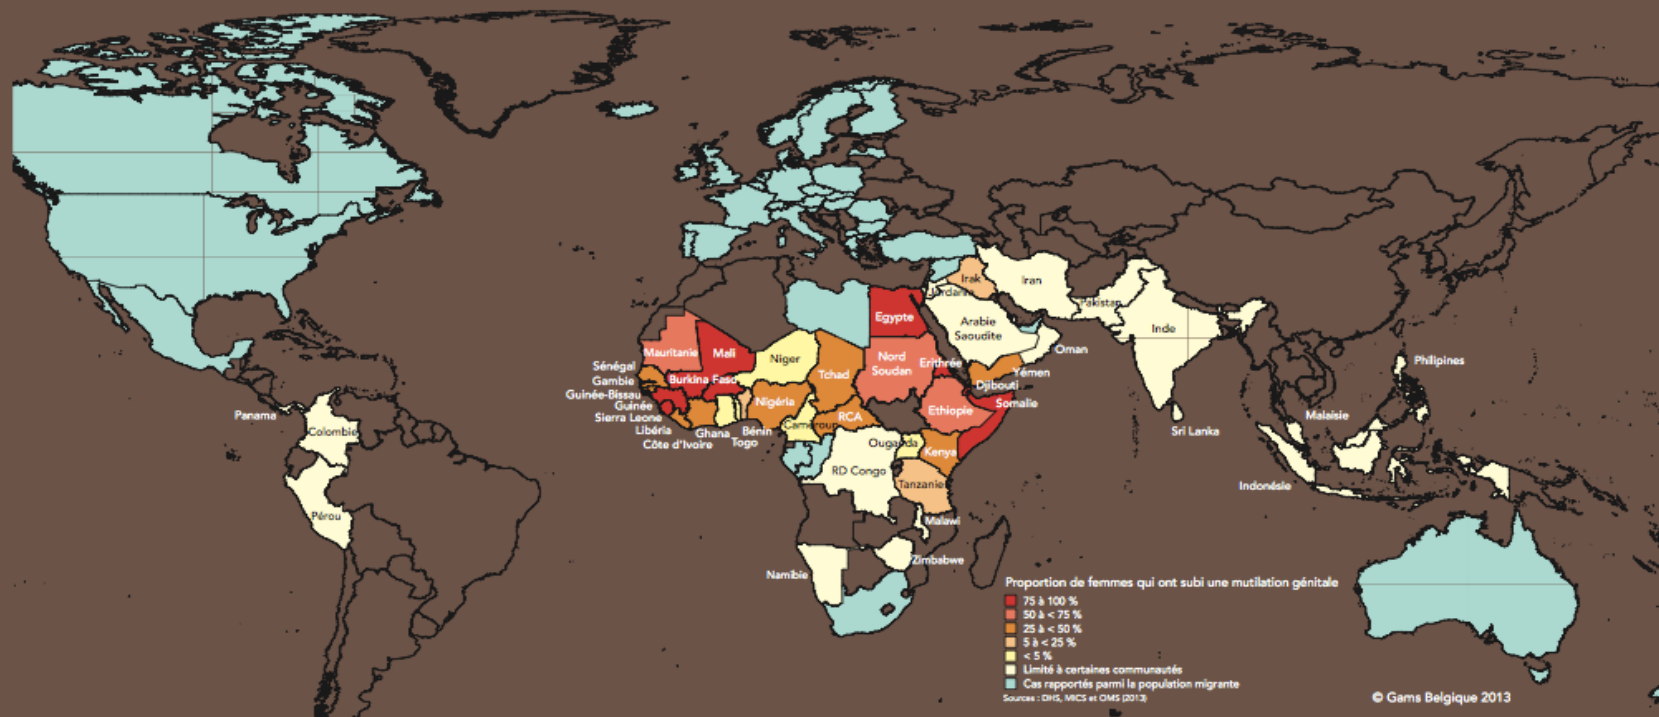 Irak
Iran
Jordanie
Pakistan
Egypte
Arabie
Saoudite
Inde
Oman
Mauritanie
Mali
Niger
Nord
Soudan
Erithrée
Philipines
Sénégal
Gambie
Burkina Faso
Tchad
Yémen
Djibouti
Guinée-Bissau
Guinée
Sierra Leone
Nigéria
Somalie
Ethiopie
Panama
Libéria
Ghana
Bénin
RCA
Malaisie
Côte d'Ivoire
Togo
Cameroun
Sri Lanka
Colombie
Ouganda
Kenya
RD Congo
Tanzanie
Indonésie
Pérou
Malawi
Zimbabwe
Namibie
Proportion de femmes qui ont subi une mutilation génitale
75 à 100 %
50 à < 75 %
25 à < 50 %
5 à < 25 %
< 5 %
Limité à certaines communautés
Cas rapportés parmi la population migrante
Sources : DHS, MICS et OMS (2013)
© Gams Belgique 2013